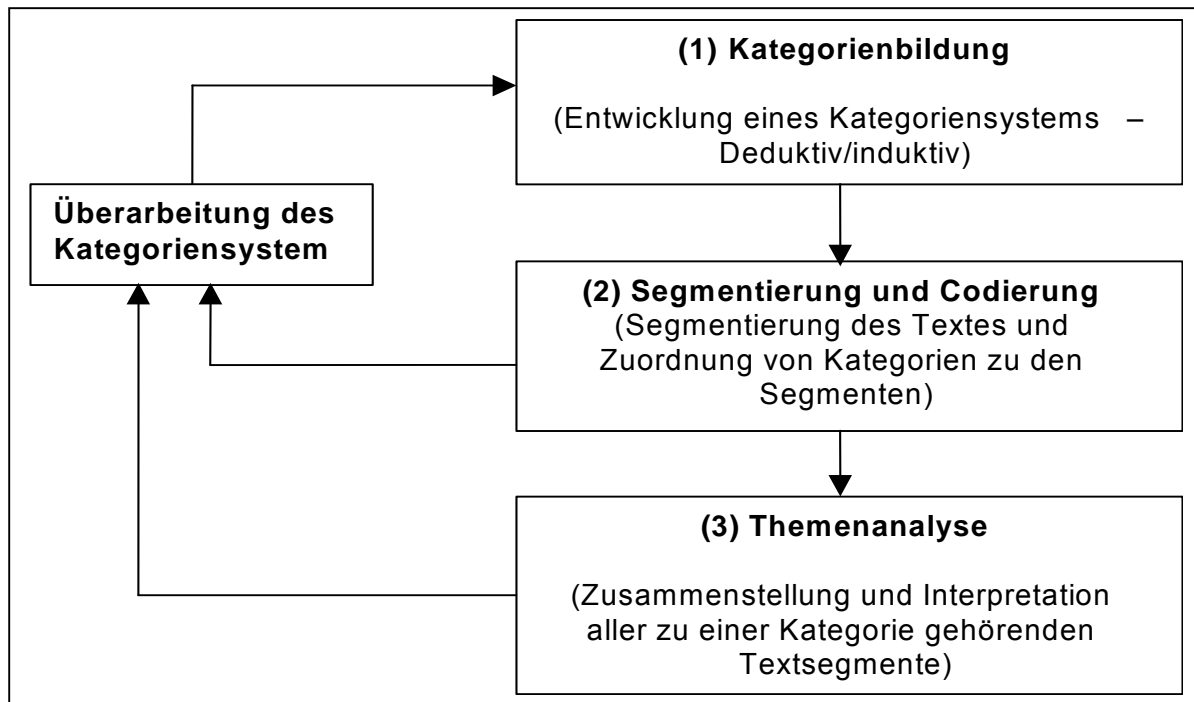 (1) Kategorienbildung
(Entwicklung eines Kategoriensystems –
Deduktiv/induktiv)
Überarbeitung des
Kategoriensystem
(2) Segmentierung und Codierung
(Segmentierung des Textes und
Zuordnung von Kategorien zu den
Segmenten)
(3) Themenanalyse
(Zusammenstellung und Interpretation
aller zu einer Kategorie gehörenden
Textsegmente)